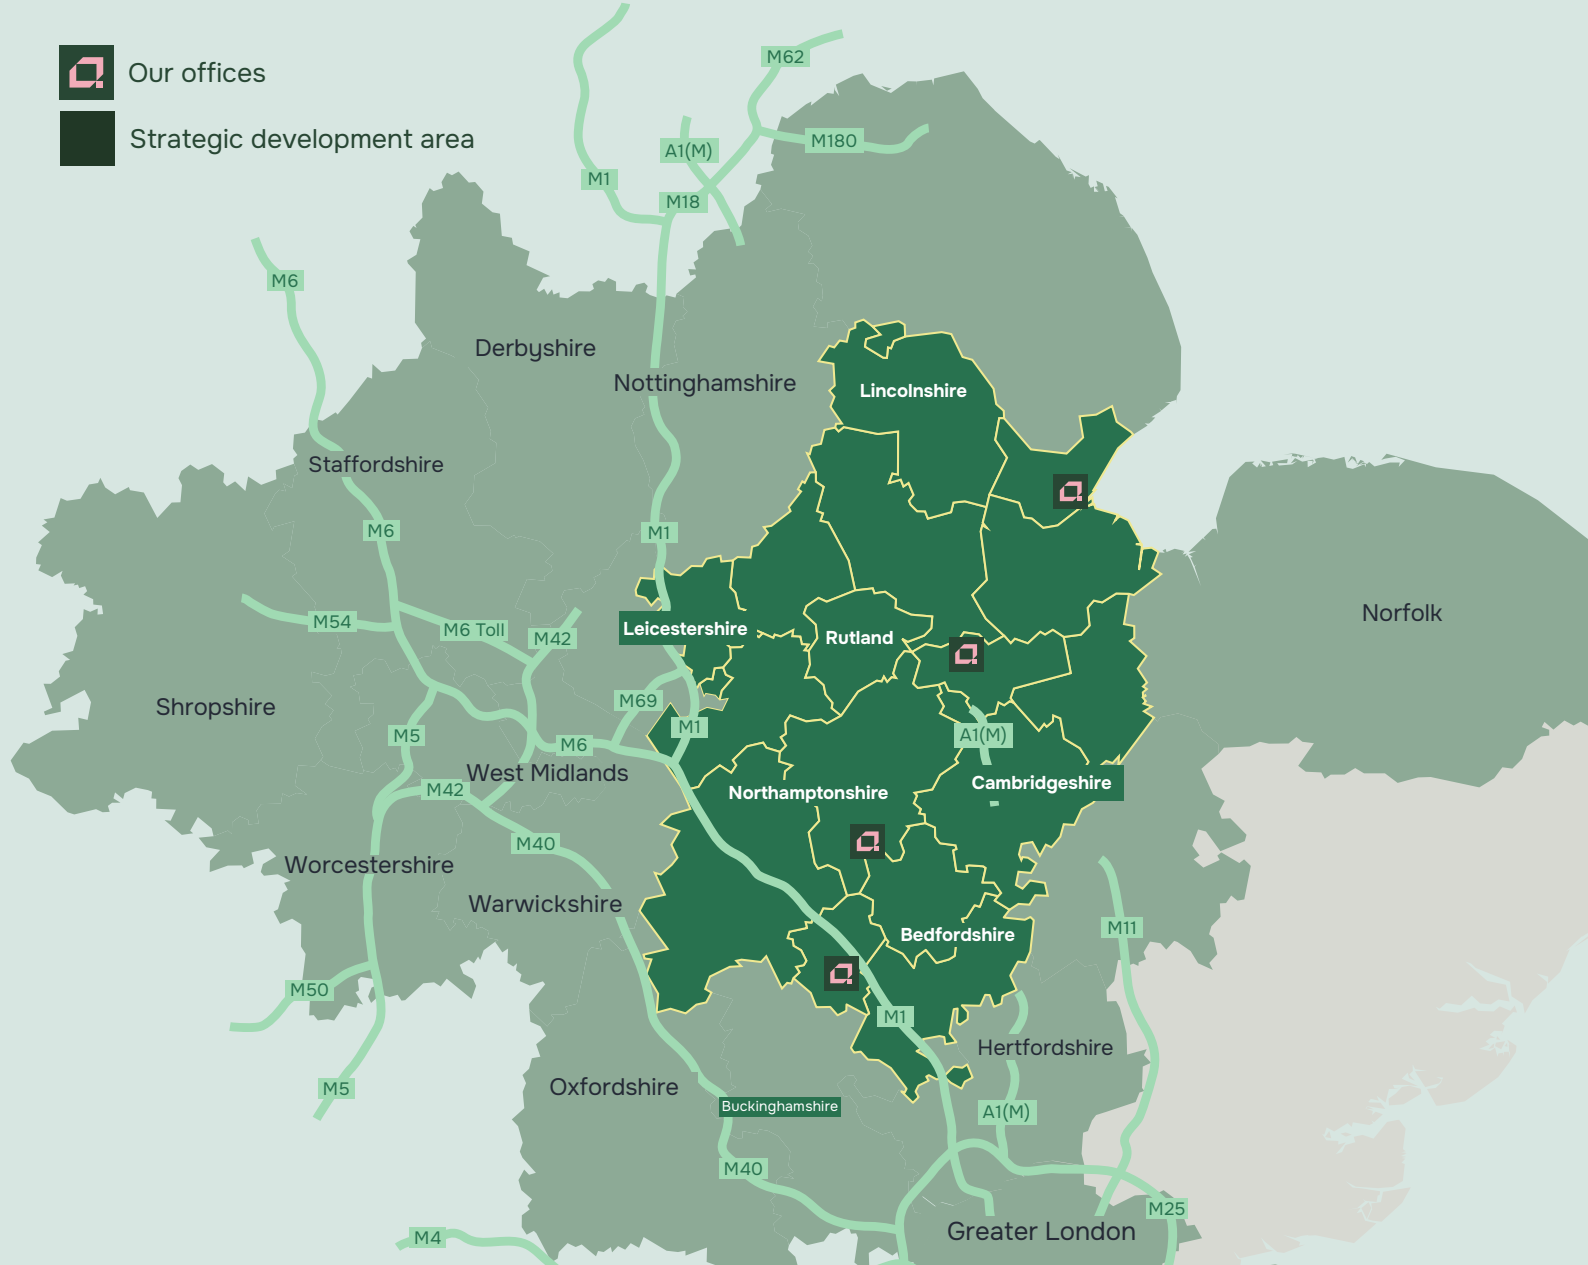 Our offices
Strategic development area
M62
A1(M)
M180
M1
M18
M6
Derbyshire
Nottinghamshire
Lincolnshire
Staffordshire
M6
M1
Norfolk
M54
M6 Toll
M42
Leicestershire
Rutland
Shropshire
M69
M5
M6
M1
A1(M)
West Midlands
M42
Northamptonshire
Cambridgeshire
M40
Worcestershire
Warwickshire
M11
Bedfordshire
M50
M1
Hertfordshire
M5
Oxfordshire
Buckinghamshire
A1(M)
M40
M25
M4
Greater London